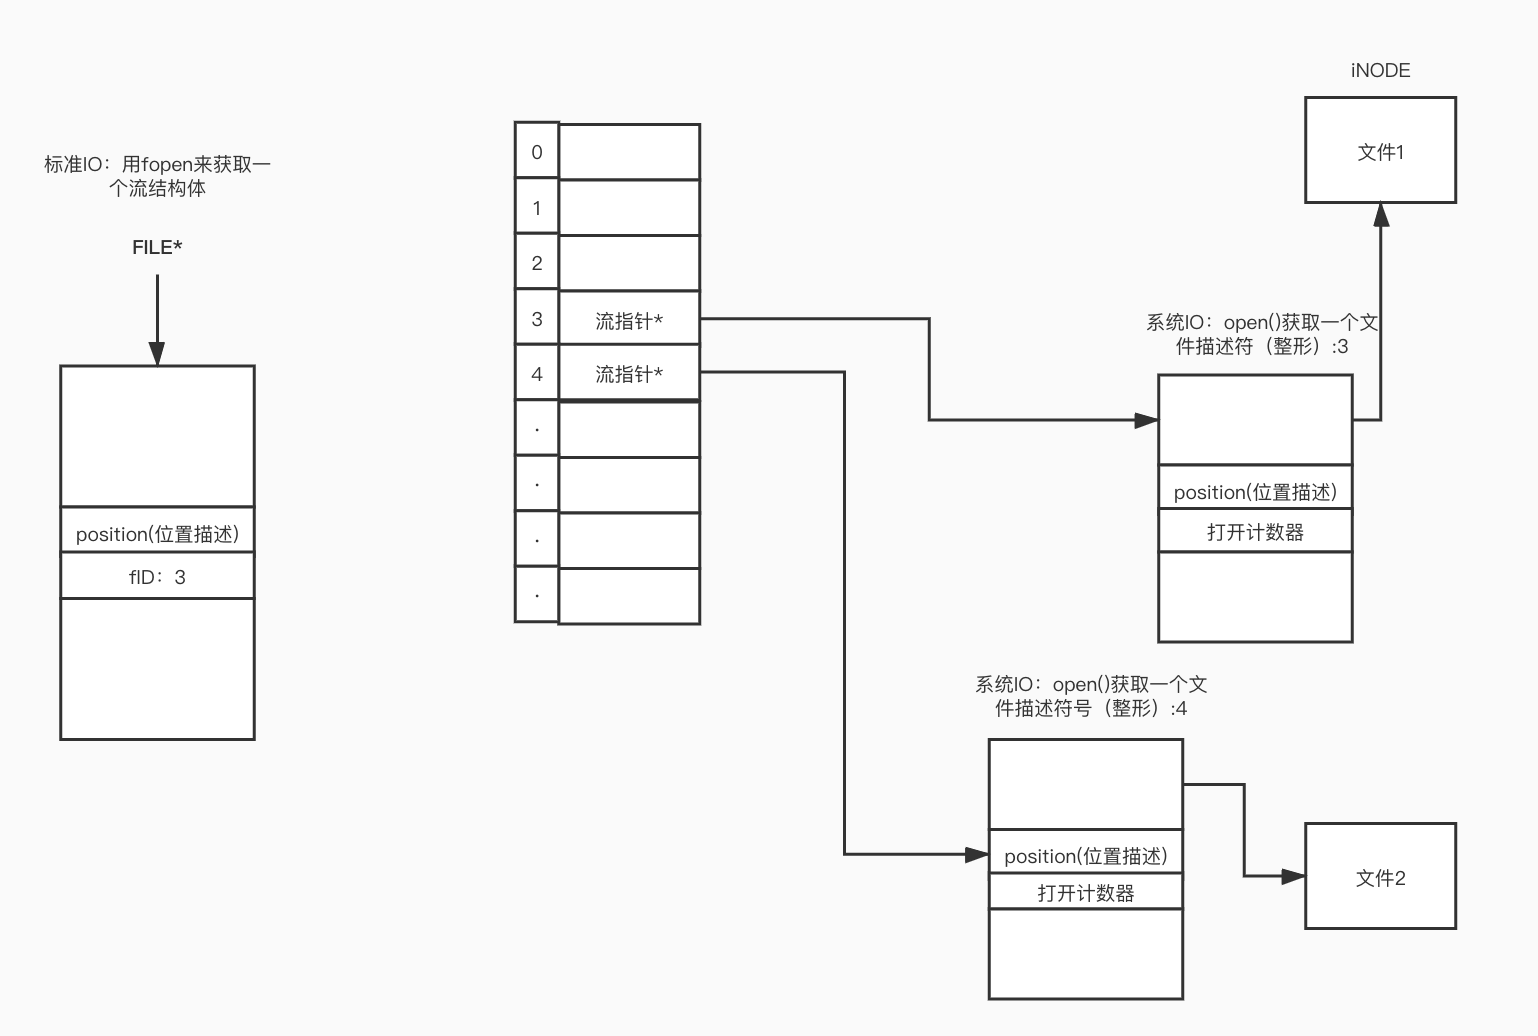 iNODE
文件1
标准IO：用fopen来获取一
个流结构体
FILE*
position(位置描述)
fID：3
0
1
2
3 流指针*
4 流指针*
.
.
.
.
系统IO：open()获取一个文
件描述符（整形）:3
position(位置描述)
打开计数器
系统IO：open()获取一个文
件描述符号（整形）:4
position(位置描述)
打开计数器
文件2